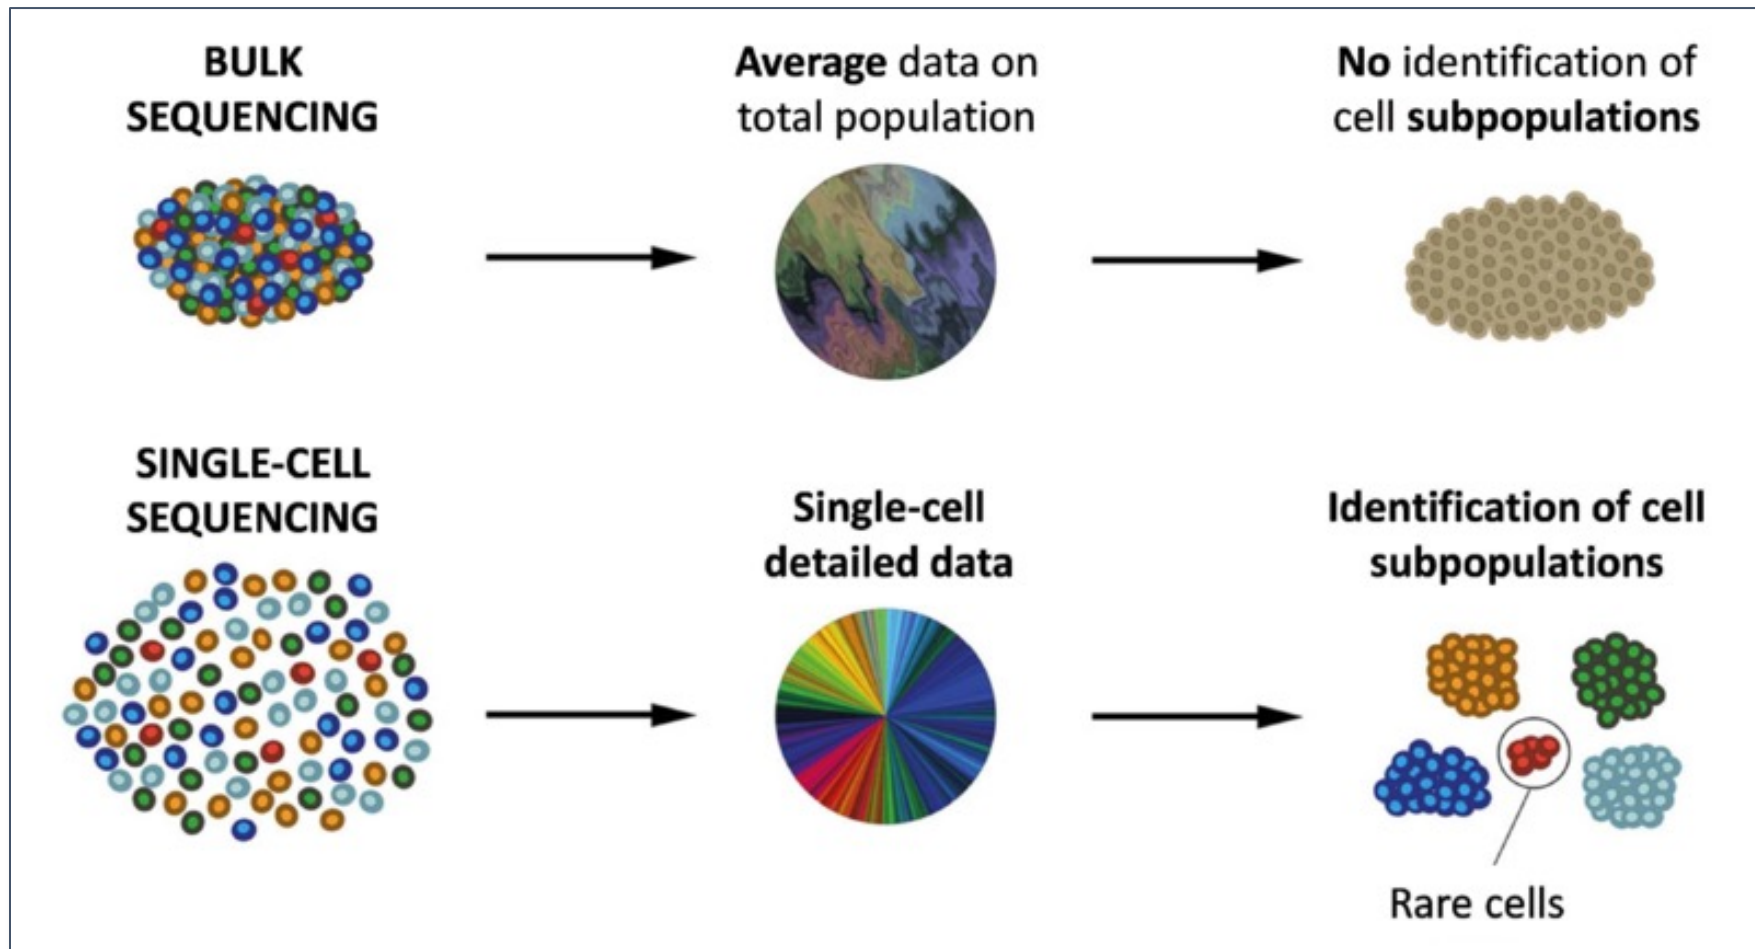 BULK
SEQUENCING
Average data on
total population
No identification of
cell subpopulations
SINGLE-CELL
SEQUENCING
Single-cell
detailed data
Identification of cell
subpopulations
Rare cells